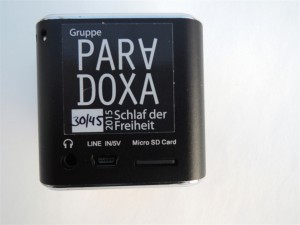 Gruppe
PARA
DOXA
30/45
2015
Schlaf der
Freiheit
LINE IN/5V
Micro SD Card